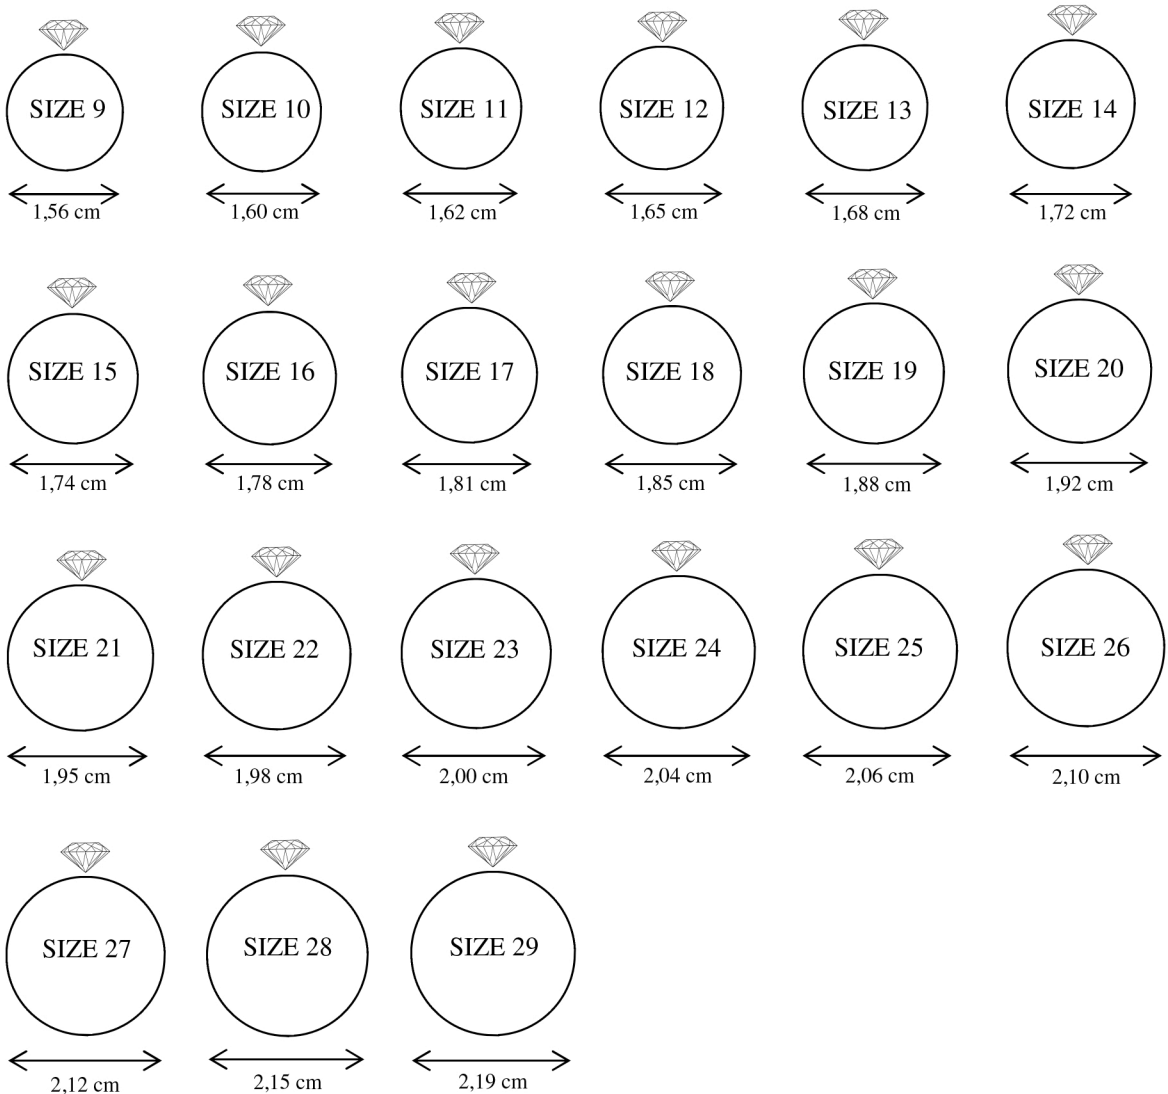 SIZE 9
SIZE 10
SIZE 11
SIZE 12
SIZE 13
SIZE 14
1,56 cm
1,60 cm
1,62 cm
1,65 cm
1,68 cm
1,72 cm
SIZE 15
SIZE 16
SIZE 17
SIZE 18
SIZE 19
SIZE 20
1,74 cm
1,78 cm
1,81 cm
1,85 cm
1,88 cm
1,92 cm
SIZE 21
SIZE 22
SIZE 23
SIZE 24
SIZE 25
SIZE 26
1,95 cm
1,98 cm
2,00 cm
2,04 cm
2,06 cm
2,10 cm
SIZE 27
SIZE 28
SIZE 29
2,12 cm
2,15 cm
2,19 cm